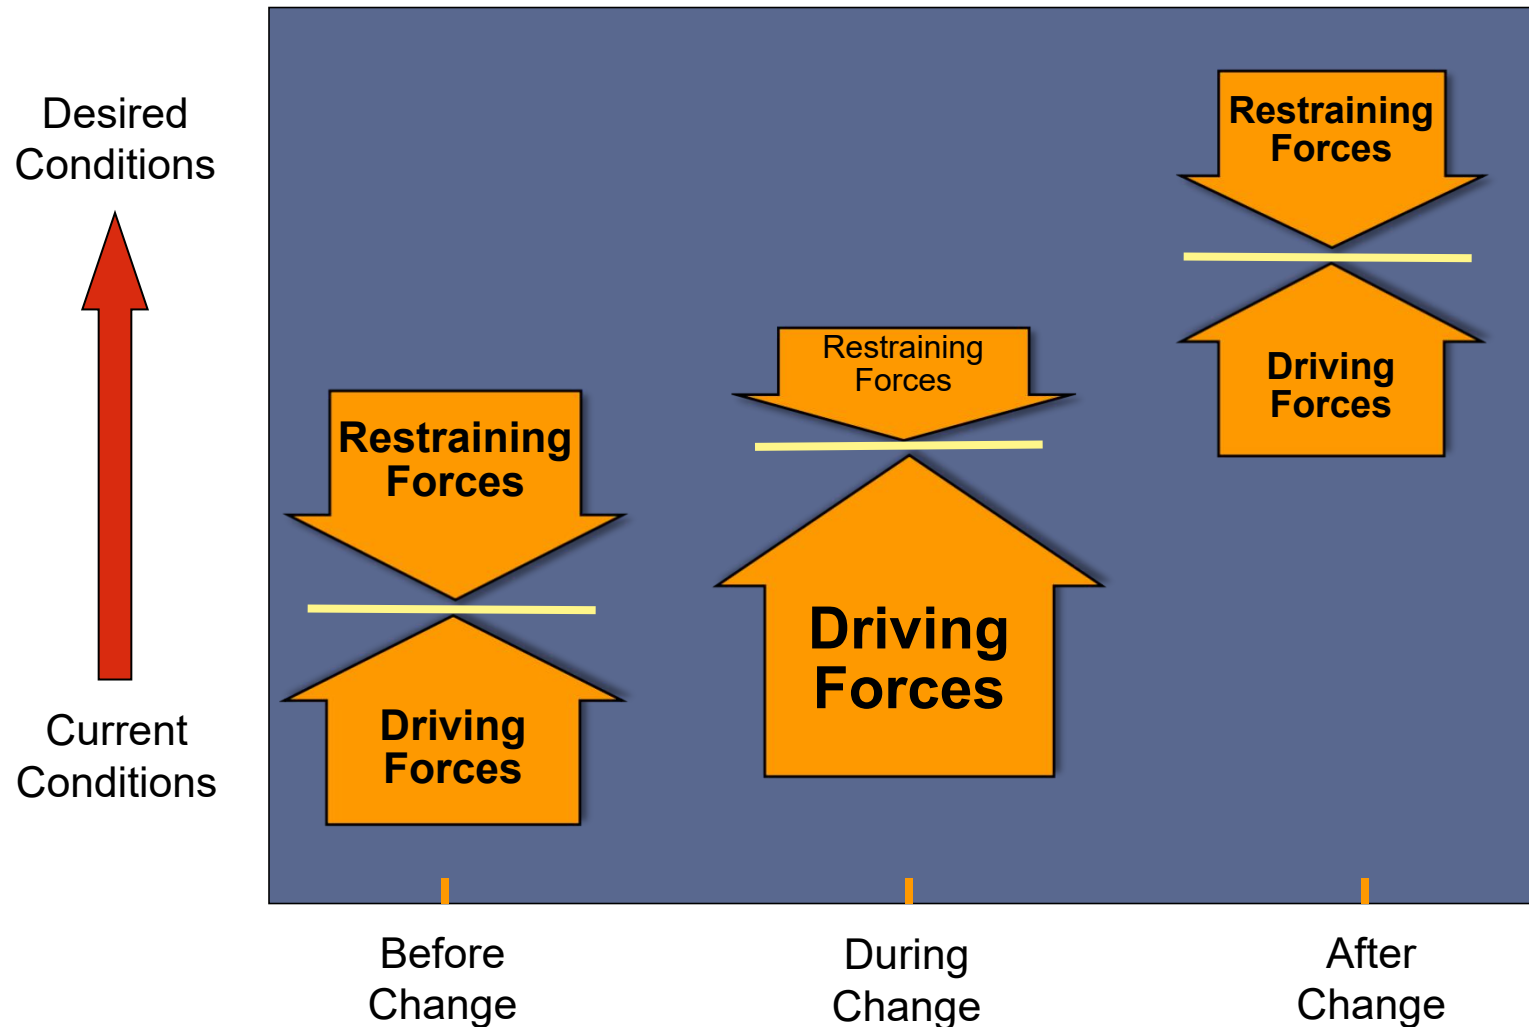 Desired
Conditions
Current
Conditions
Restraining
Forces
Driving
Forces
Restraining
Forces
Driving
Forces
Restraining
Forces
Driving
Forces
Before
Change
During
Change
After
Change